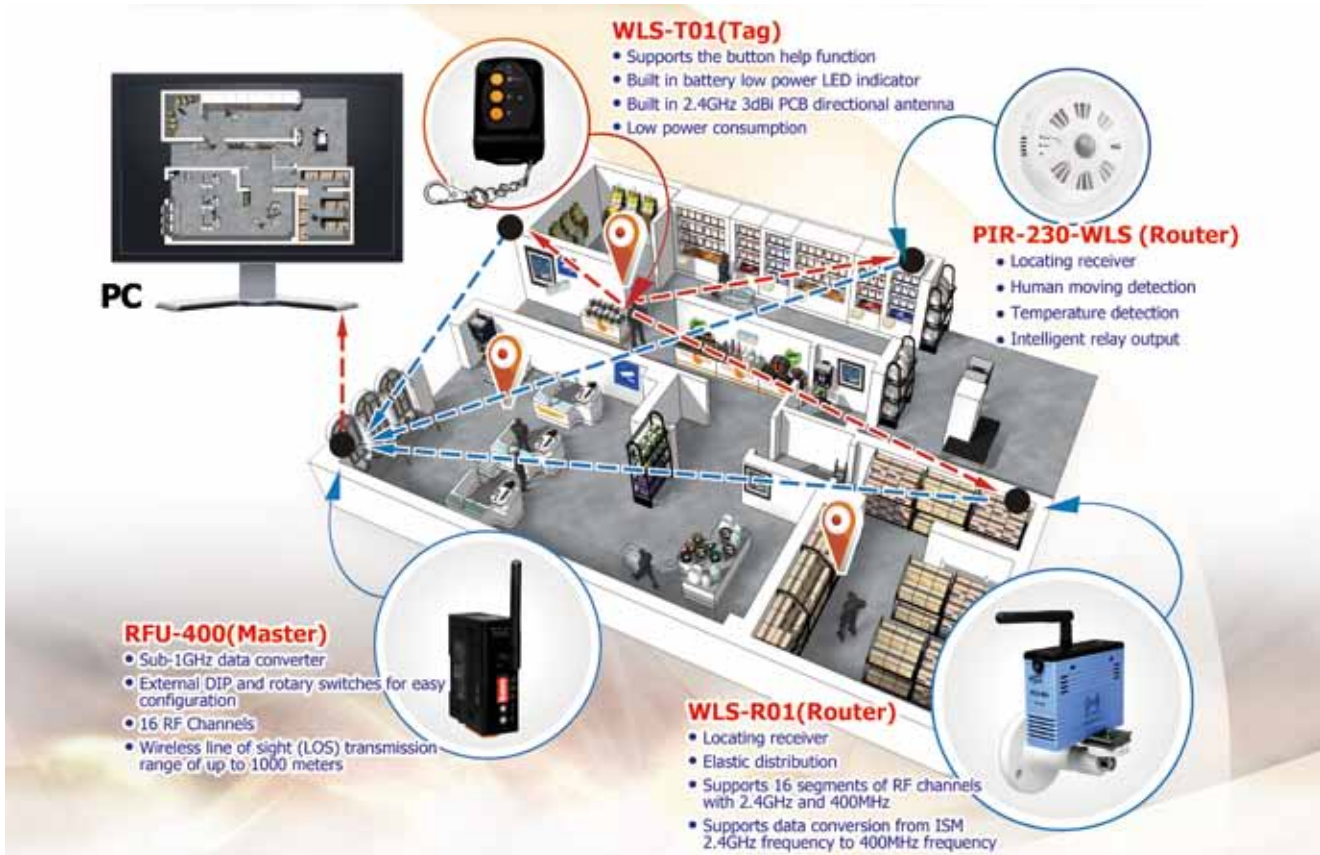 WLS-T01(Tag)
• Supports the button help function
• Built in battery low power LED indicator
• Built in 2.4GHz 3dBi PCB directional antenna
• Low power consumption
PIR-230-WLS (Router)
• Locating receiver
• Human moving detection
• Temperature detection
• Intelligent relay output
PC
RFU-400(Master)
• Sub-1GHz data converter
• External DIP and rotary switches for easy
configuration
• 16 RF Channels
• Wireless line of sight (LOS) transmission
range of up to 1000 meters
WLS-R01(Router)
• Locating receiver
• Elastic distribution
• Supports 16 segments of RF channels
with 2.4GHz and 400MHz
• Supports data conversion from ISM
2.4GHz frequency to 400MHz frequency